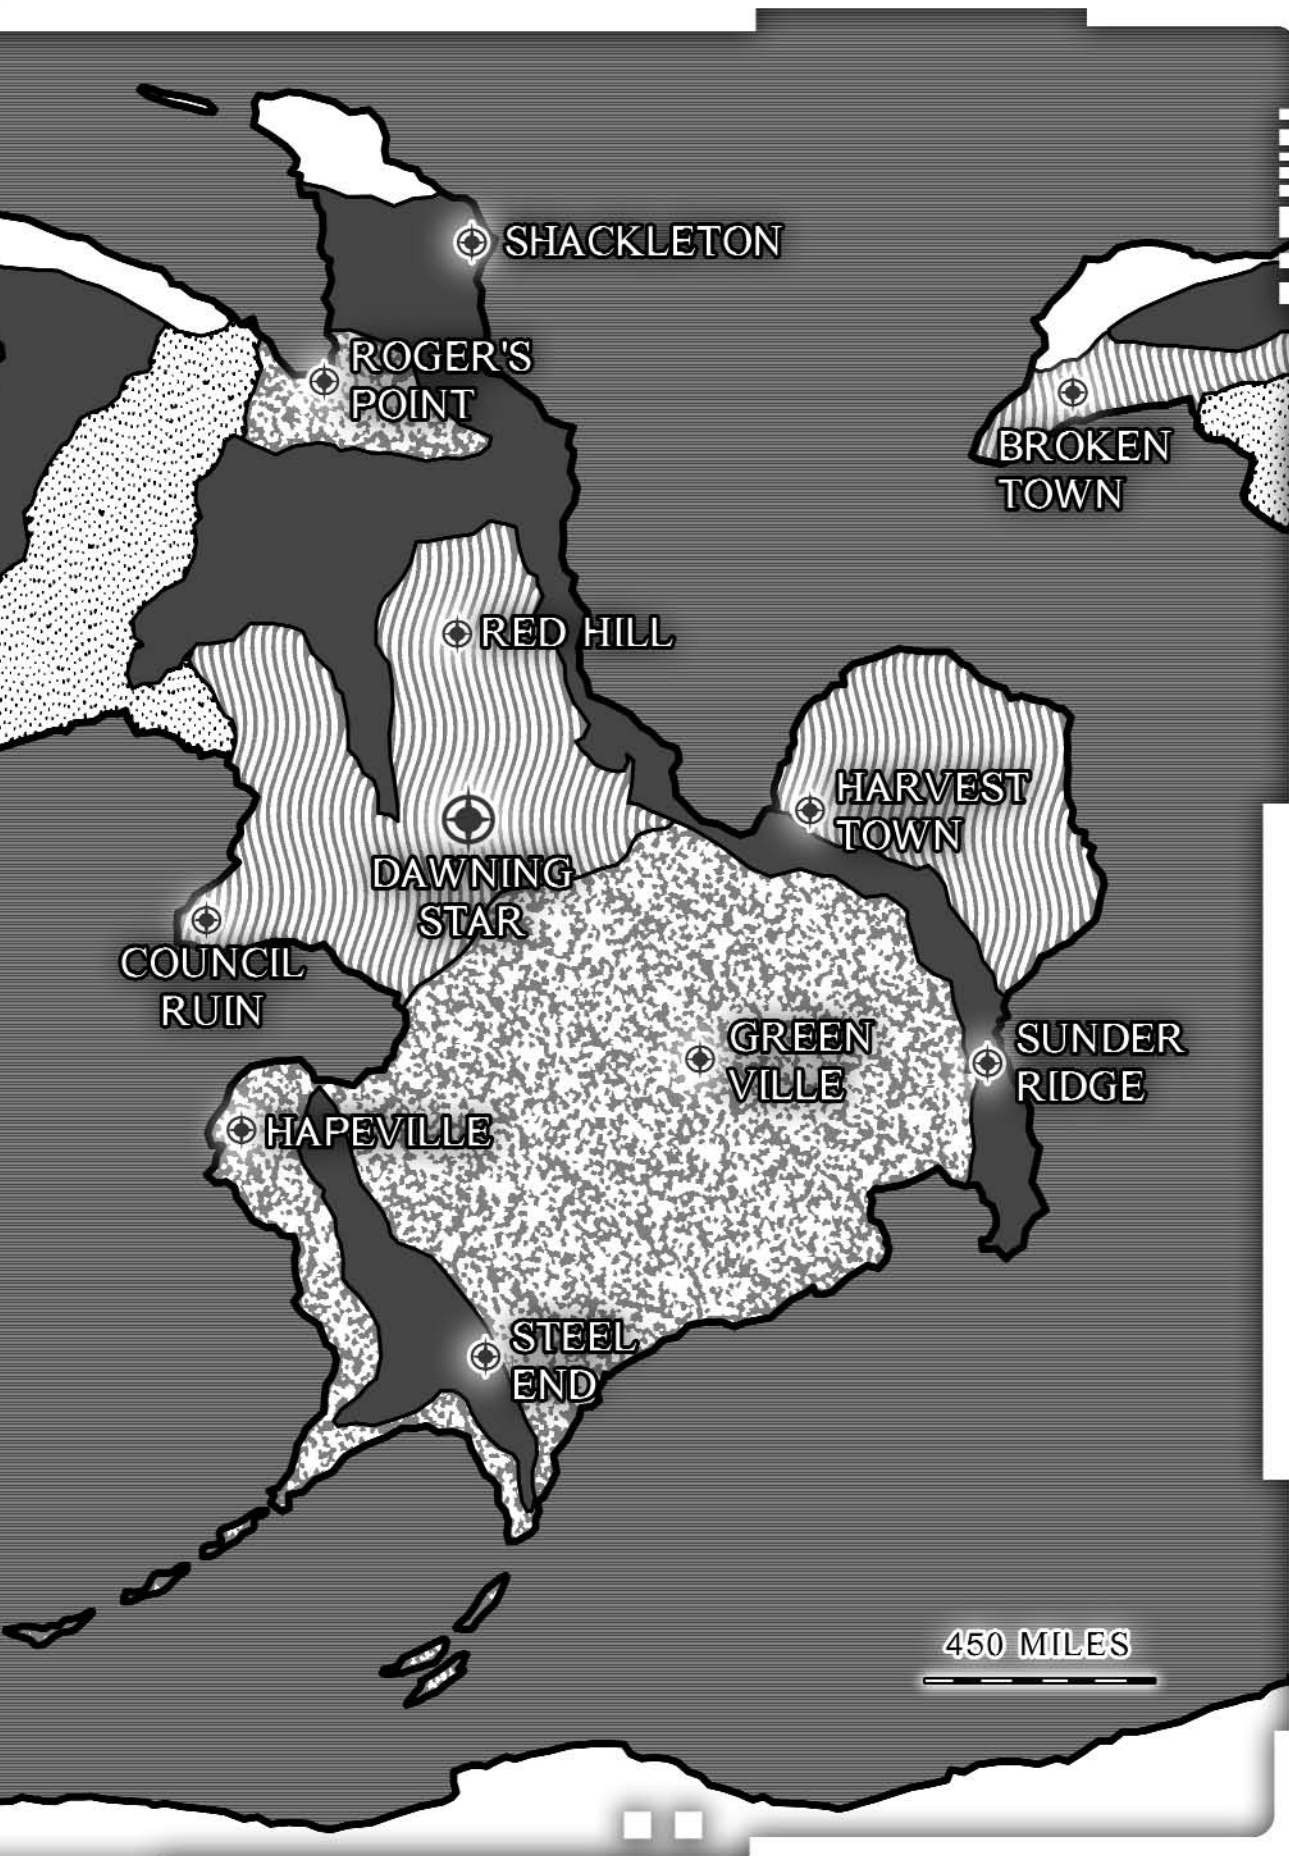 SHACKLETON
ROGER'S
POINT
BROKEN
TOWN
RED HILL
HARVEST
TOWN
DAWNING
STAR
COUNCIL
RUIN
GREEN
VILLE
SUNDER
RIDGE
HAPEVILLE
STEEL
END
450 MILES